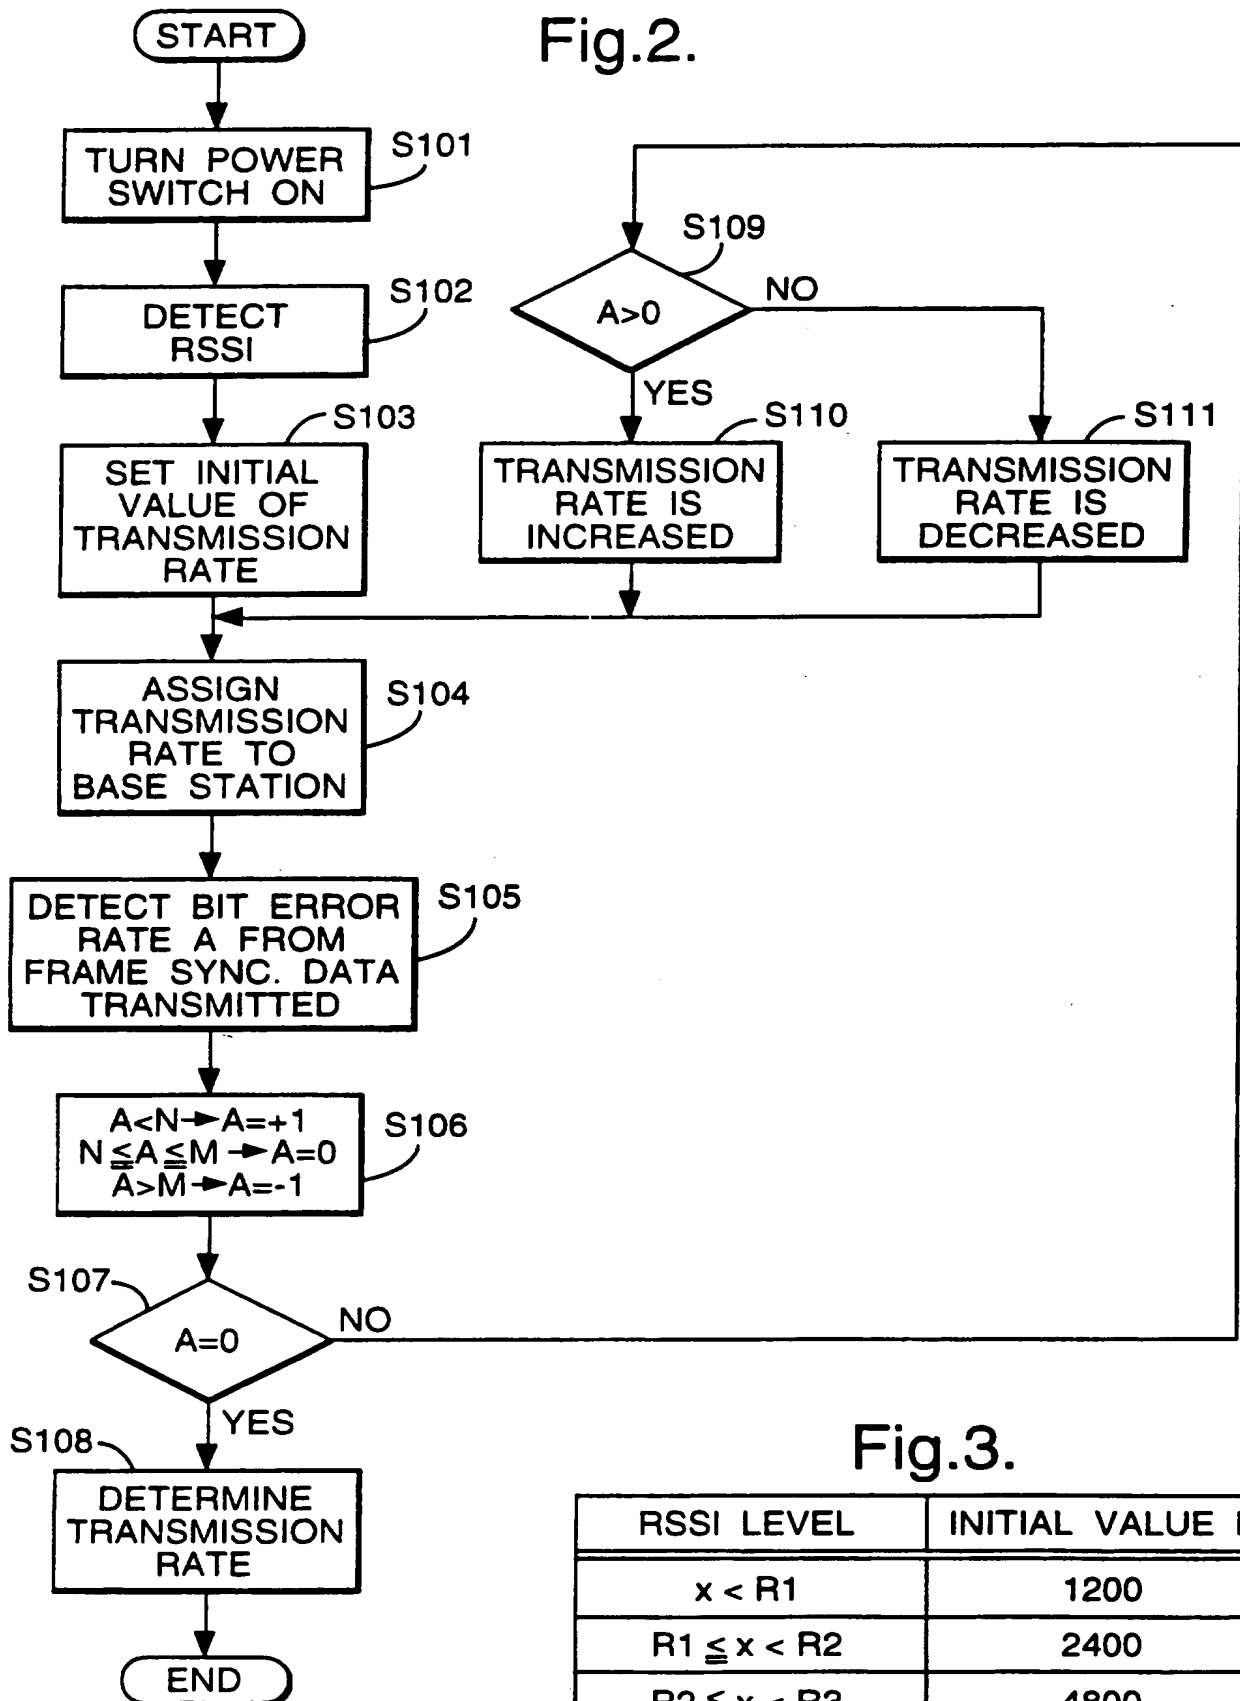 Fig.2.
START
TURN POWER
SWITCH ON
S101
DETECT
RSSI
S102
SET INITIAL
VALUE OF
TRANSMISSION
RATE
S103
ASSIGN
TRANSMISSION
RATE TO
BASE STATION
S104
DETECT BIT ERROR
RATE A FROM
FRAME SYNC. DATA
TRANSMITTED
S105
A<N→A=+1
N≦A≦M→A=0
A>M→A=-1
S106
S107
A=0
NO
YES
S108
DETERMINE
TRANSMISSION
RATE
END
S109
A>0
NO
YES
S110
TRANSMISSION
RATE IS
INCREASED
S111
TRANSMISSION
RATE IS
DECREASED
Fig.3.
RSSI LEVEL INITIAL VALUE
x < R1 1200
R1 ≦ x < R2 2400
R2 ≦ x < R3 4800